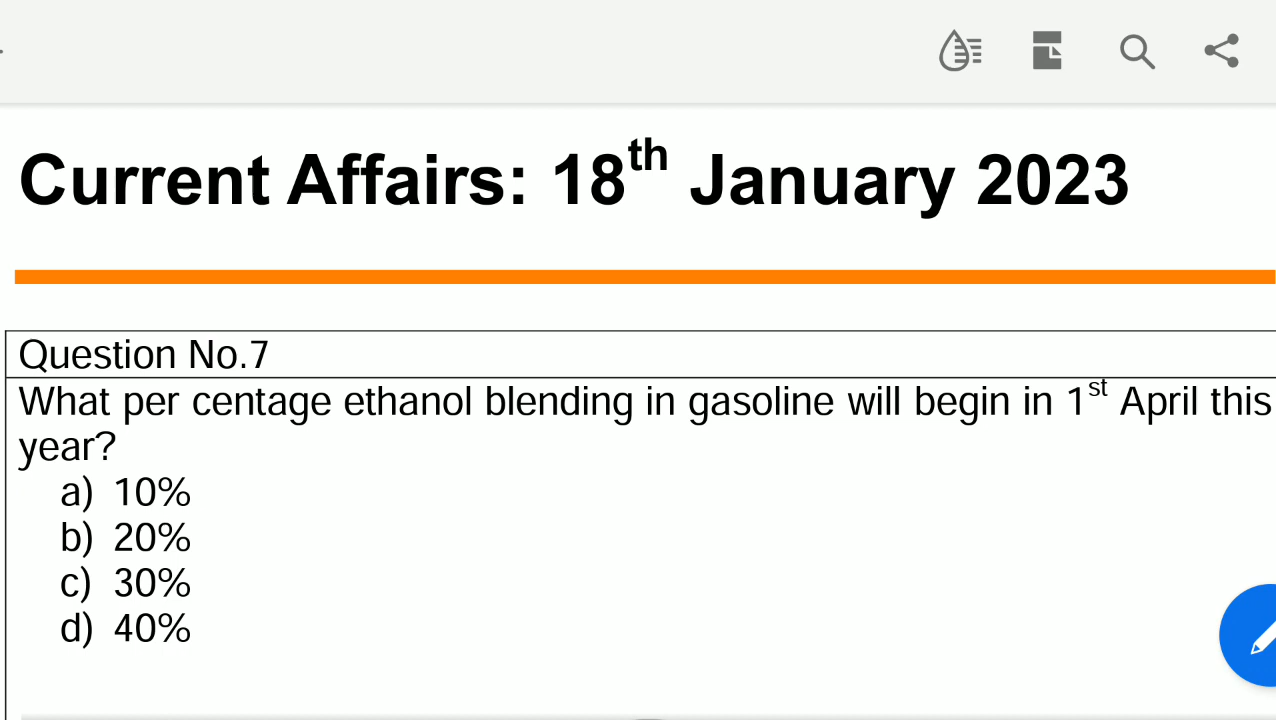 Current Affairs: 18th January 2023
Question No.7
What per centage ethanol blending in gasoline will begin in 1st April this
year?
a) 10%
b) 20%
c) 30%
d) 40%